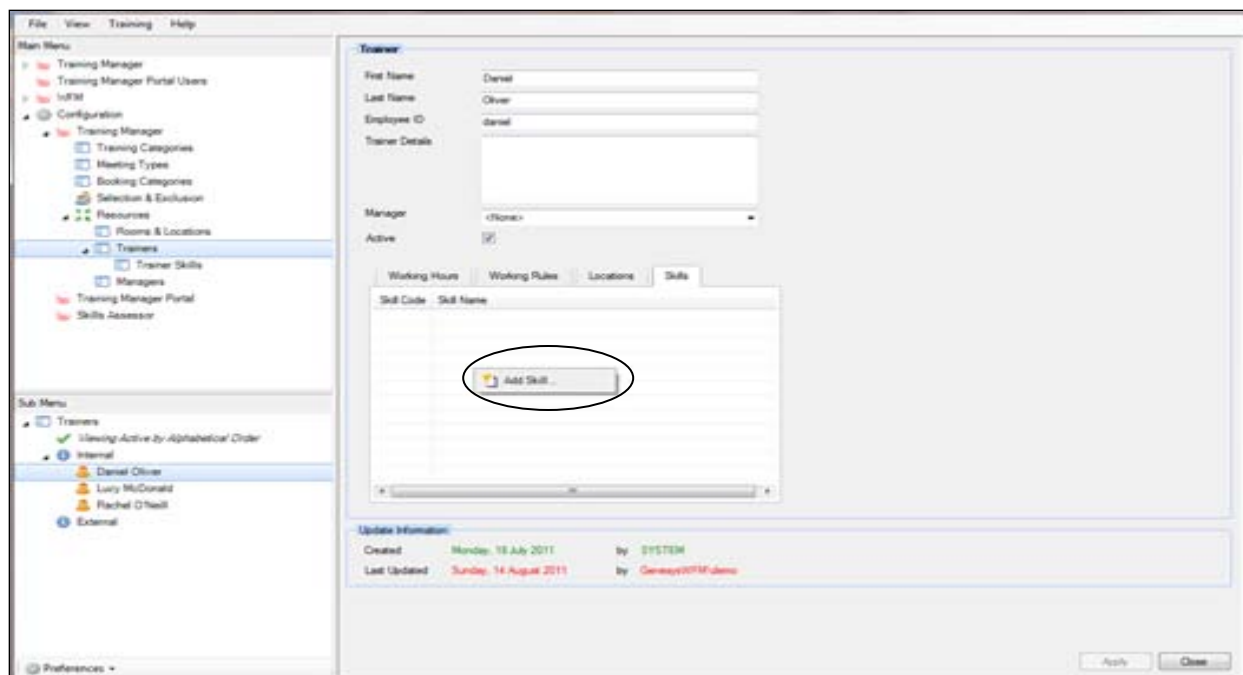 File View Training Help
Main Menu
Training Manager
Training Manager Portal Users
IWFM
Configuration
Training Manager
Training Categories
Meeting Types
Booking Categories
Selection & Exclusion
Resources
Rooms & Locations
Trainers
Trainer Skills
Managers
Training Manager Portal
Skills Assessor
Sub Menu
Trainers
Viewing Active by Alphabetical Order
Internal
Daniel Oliver
Lucy McDonald
Rachel O'Neill
External
Preferences
Trainer
First Name Daniel
Last Name Oliver
Employee ID daniel
Trainer Details
Manager <None>
Active
Working Hours Working Rules Locations Skills
Skill Code Skill Name
Add Skill...
Update Information
Created Monday, 18 July 2011 by SYSTEM
Last Updated Sunday, 14 August 2011 by GenesysWFM\demo
Apply Close